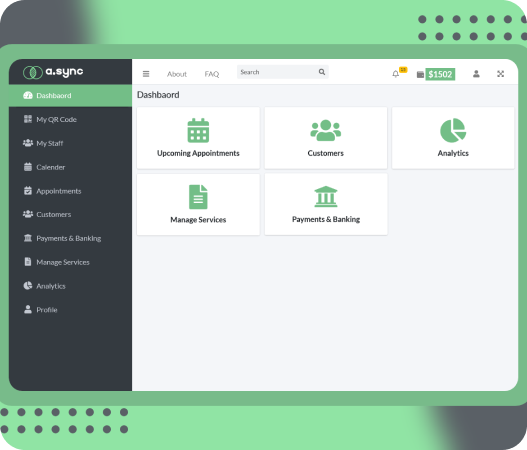 a.sync
About FAQ Search $1502
Dashbaord
Dashbaord
My QR Code
My Staff
Calender
Appointments
Customers
Payments & Banking
Manage Services
Analytics
Profile
Upcoming Appointments
Customers
Analytics
Manage Services
Payments & Banking